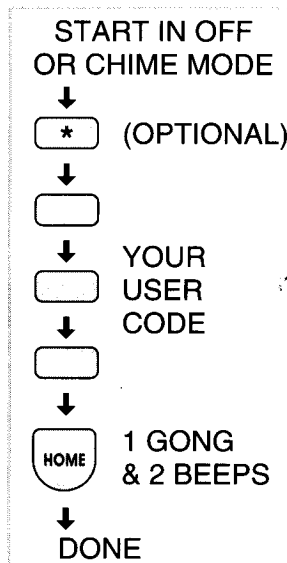 START IN OFF
OR CHIME MODE
* (OPTIONAL)
YOUR
USER
CODE
HOME 1 GONG
& 2 BEEPS
DONE